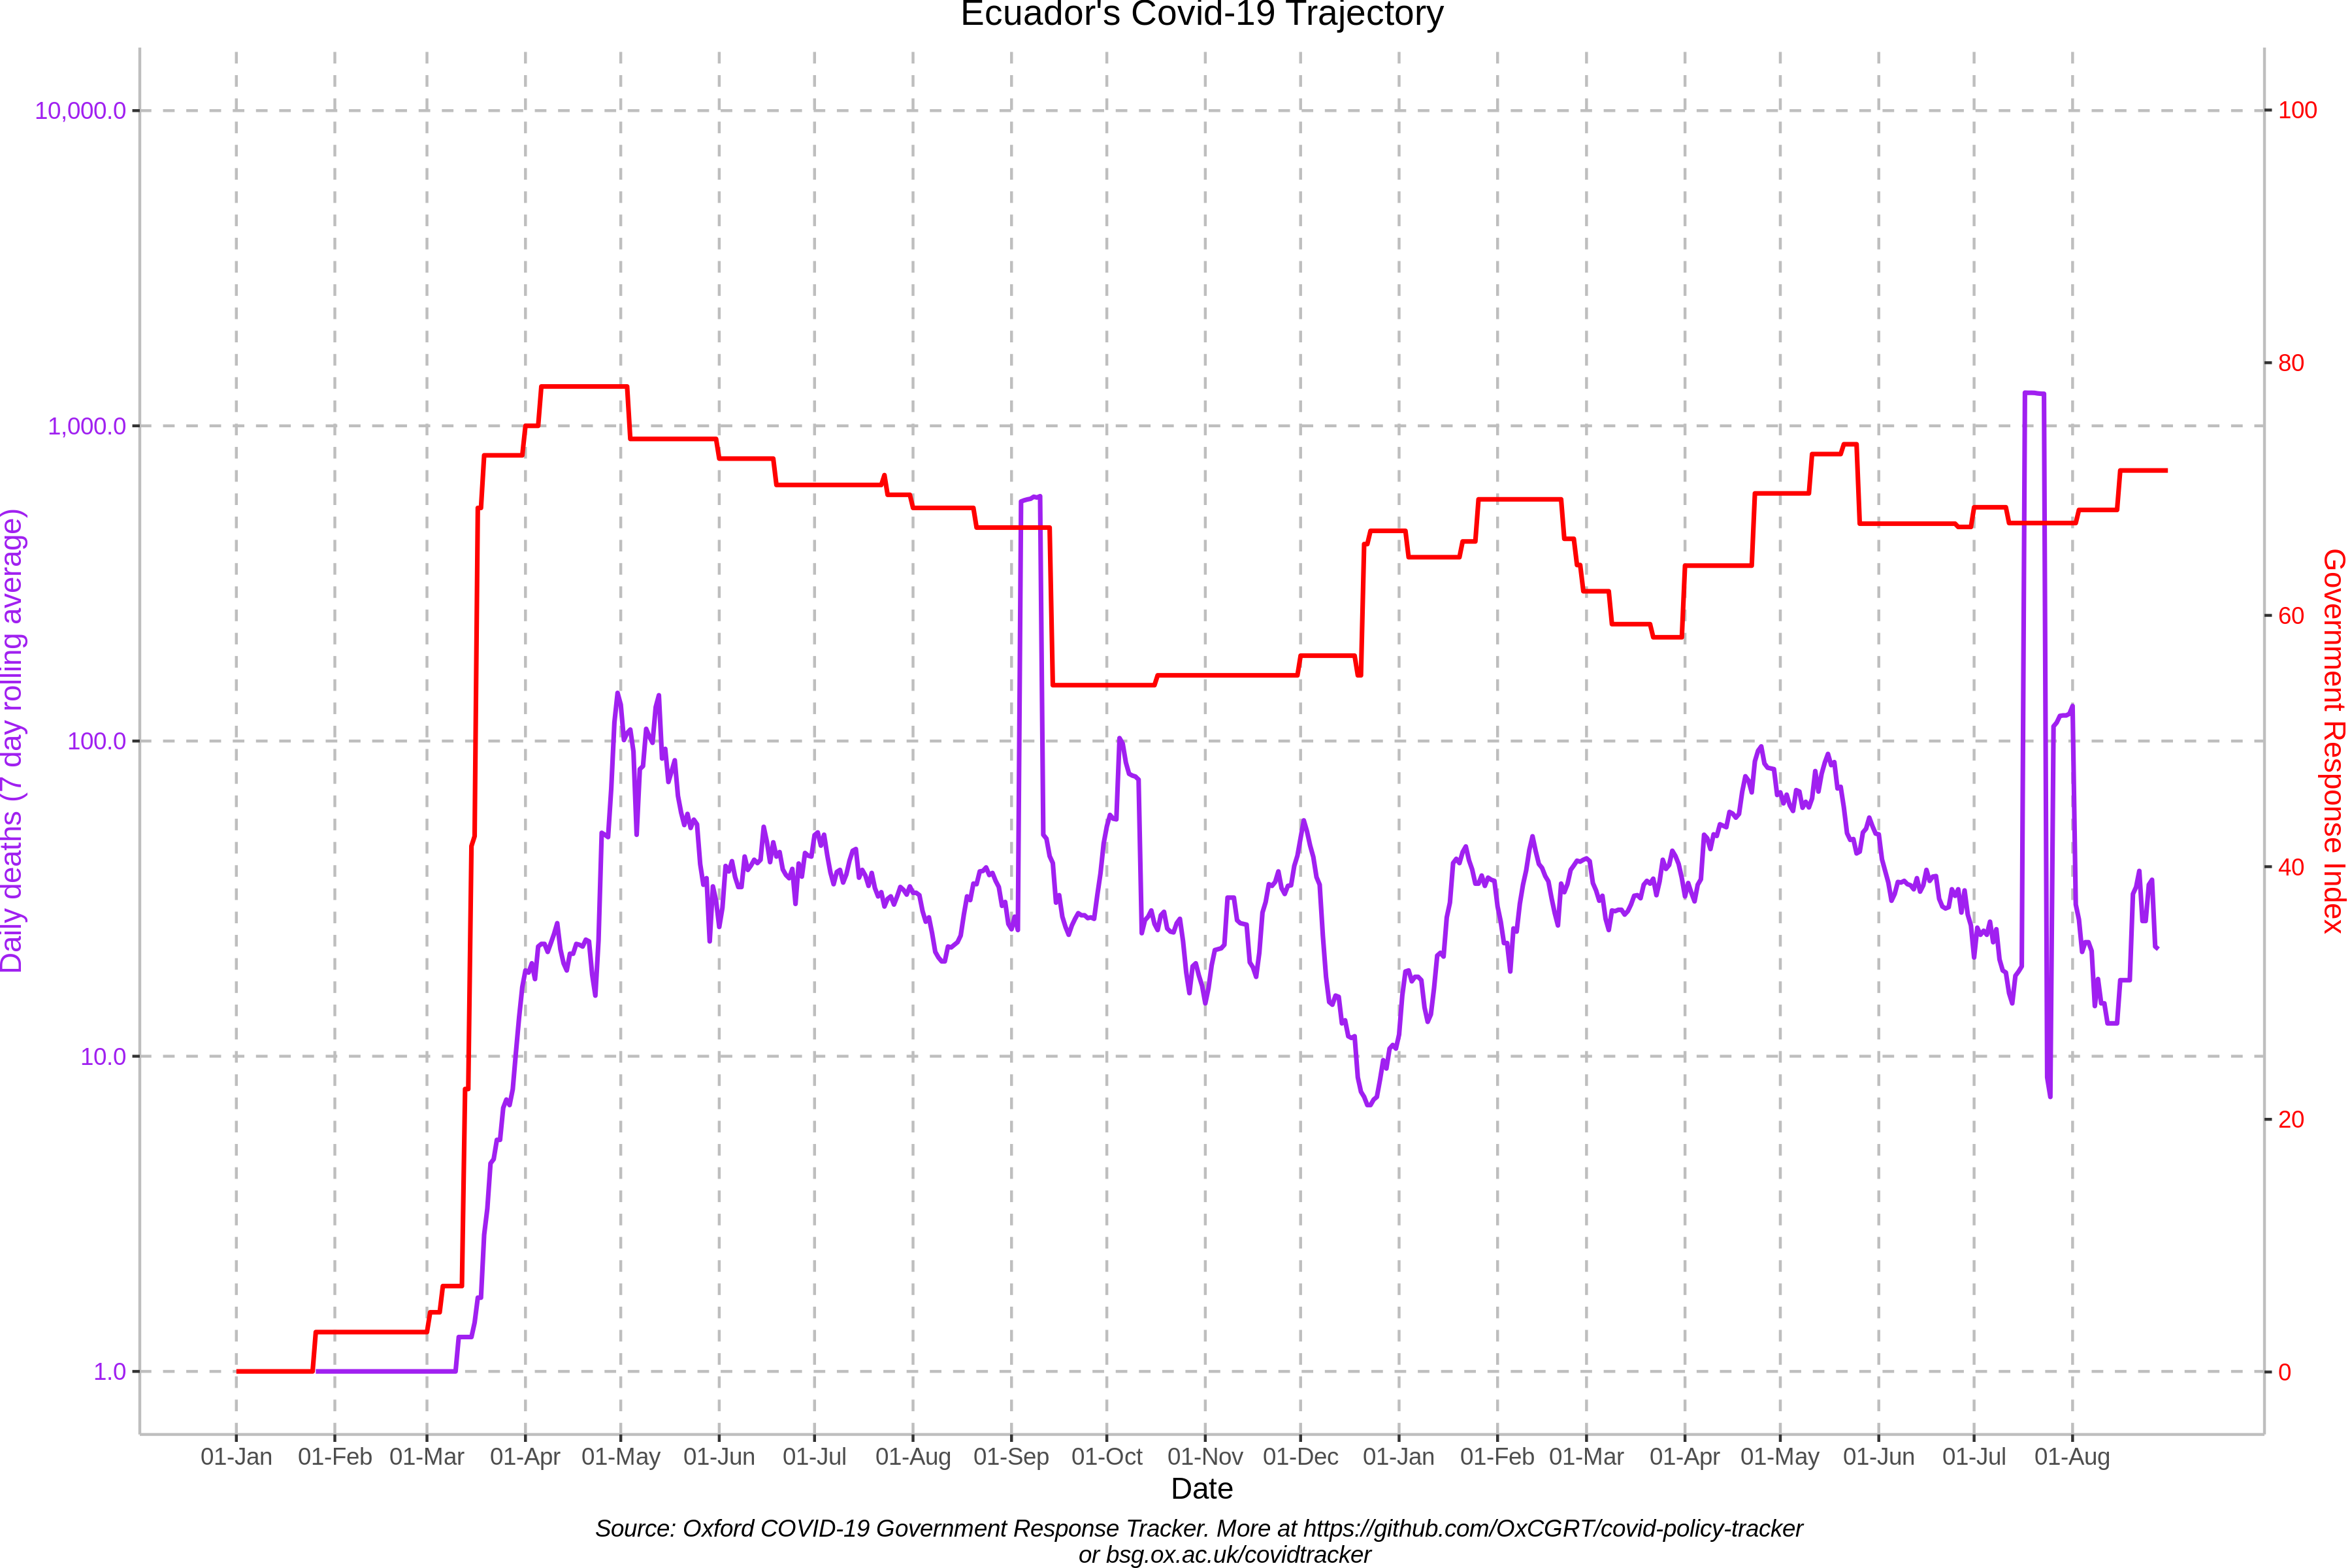 Ecuador's Covid-19 Trajectory
10,000.0
1,000.0
100.0
10.0
1.0
Daily deaths (7 day rolling average)
100
80
60
40
20
0
Government Response Index
01-Jan 01-Feb 01-Mar 01-Apr 01-May 01-Jun 01-Jul 01-Aug 01-Sep 01-Oct 01-Nov 01-Dec 01-Jan 01-Feb 01-Mar 01-Apr 01-May 01-Jun 01-Jul 01-Aug
Date
Source: Oxford COVID-19 Government Response Tracker. More at https://github.com/OxCGRT/covid-policy-tracker
or bsg.ox.ac.uk/covidtracker